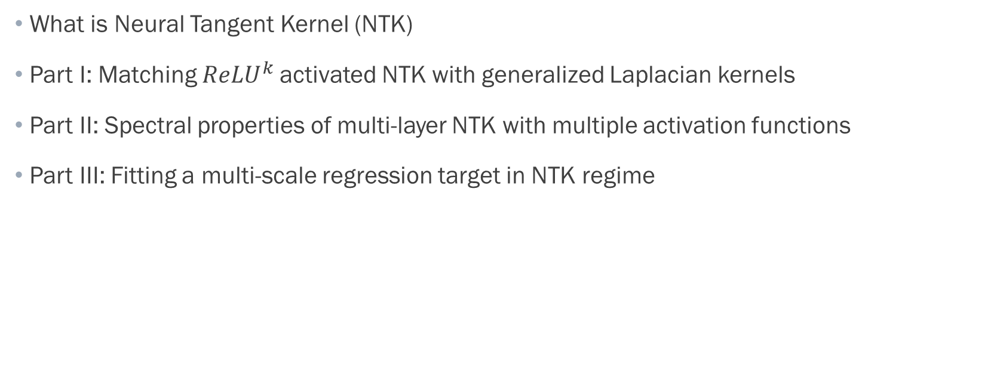 • What is Neural Tangent Kernel (NTK)
• Part I: Matching ReLU^k activated NTK with generalized Laplacian kernels
• Part II: Spectral properties of multi-layer NTK with multiple activation functions
• Part III: Fitting a multi-scale regression target in NTK regime